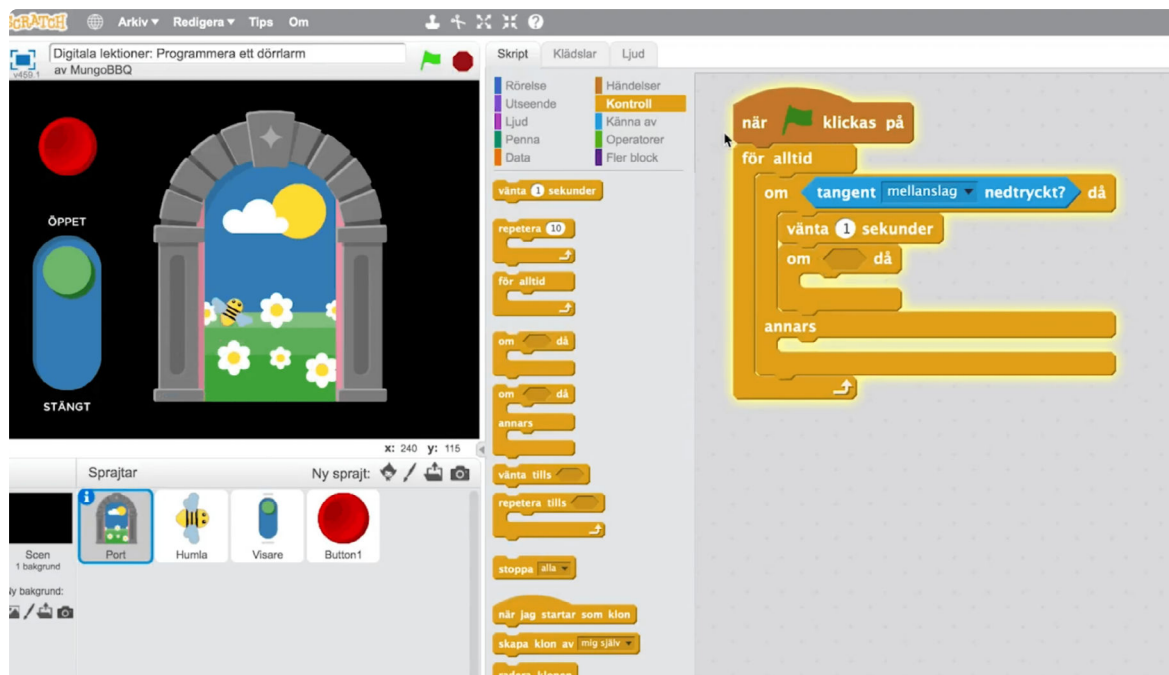 SCRATCH Arkiv Redigera Tips Om
Digitala lektioner: Programmera ett dörrlarm
av MungoBBQ
v459.1
ÖPPET
STÄNGT
x: 240 y: 115
Sprajtar Ny sprajt:
Scen
1 bakgrund
Ny bakgrund:
Port Humla Visare Button1
Skript Klädslar Ljud
Rörelse Händelser
Utseende Kontroll
Ljud Känna av
Penna Operatorer
Data Fler block
vänta 1 sekunder
repetera 10
för alltid
om då
om då
annars
vänta tills
repetera tills
stoppa alla
när jag startar som klon
skapa klon av mig själv
radera klonen
när klickas på
för alltid
om tangent mellanslag nedtryckt? då
vänta 1 sekunder
om då
annars